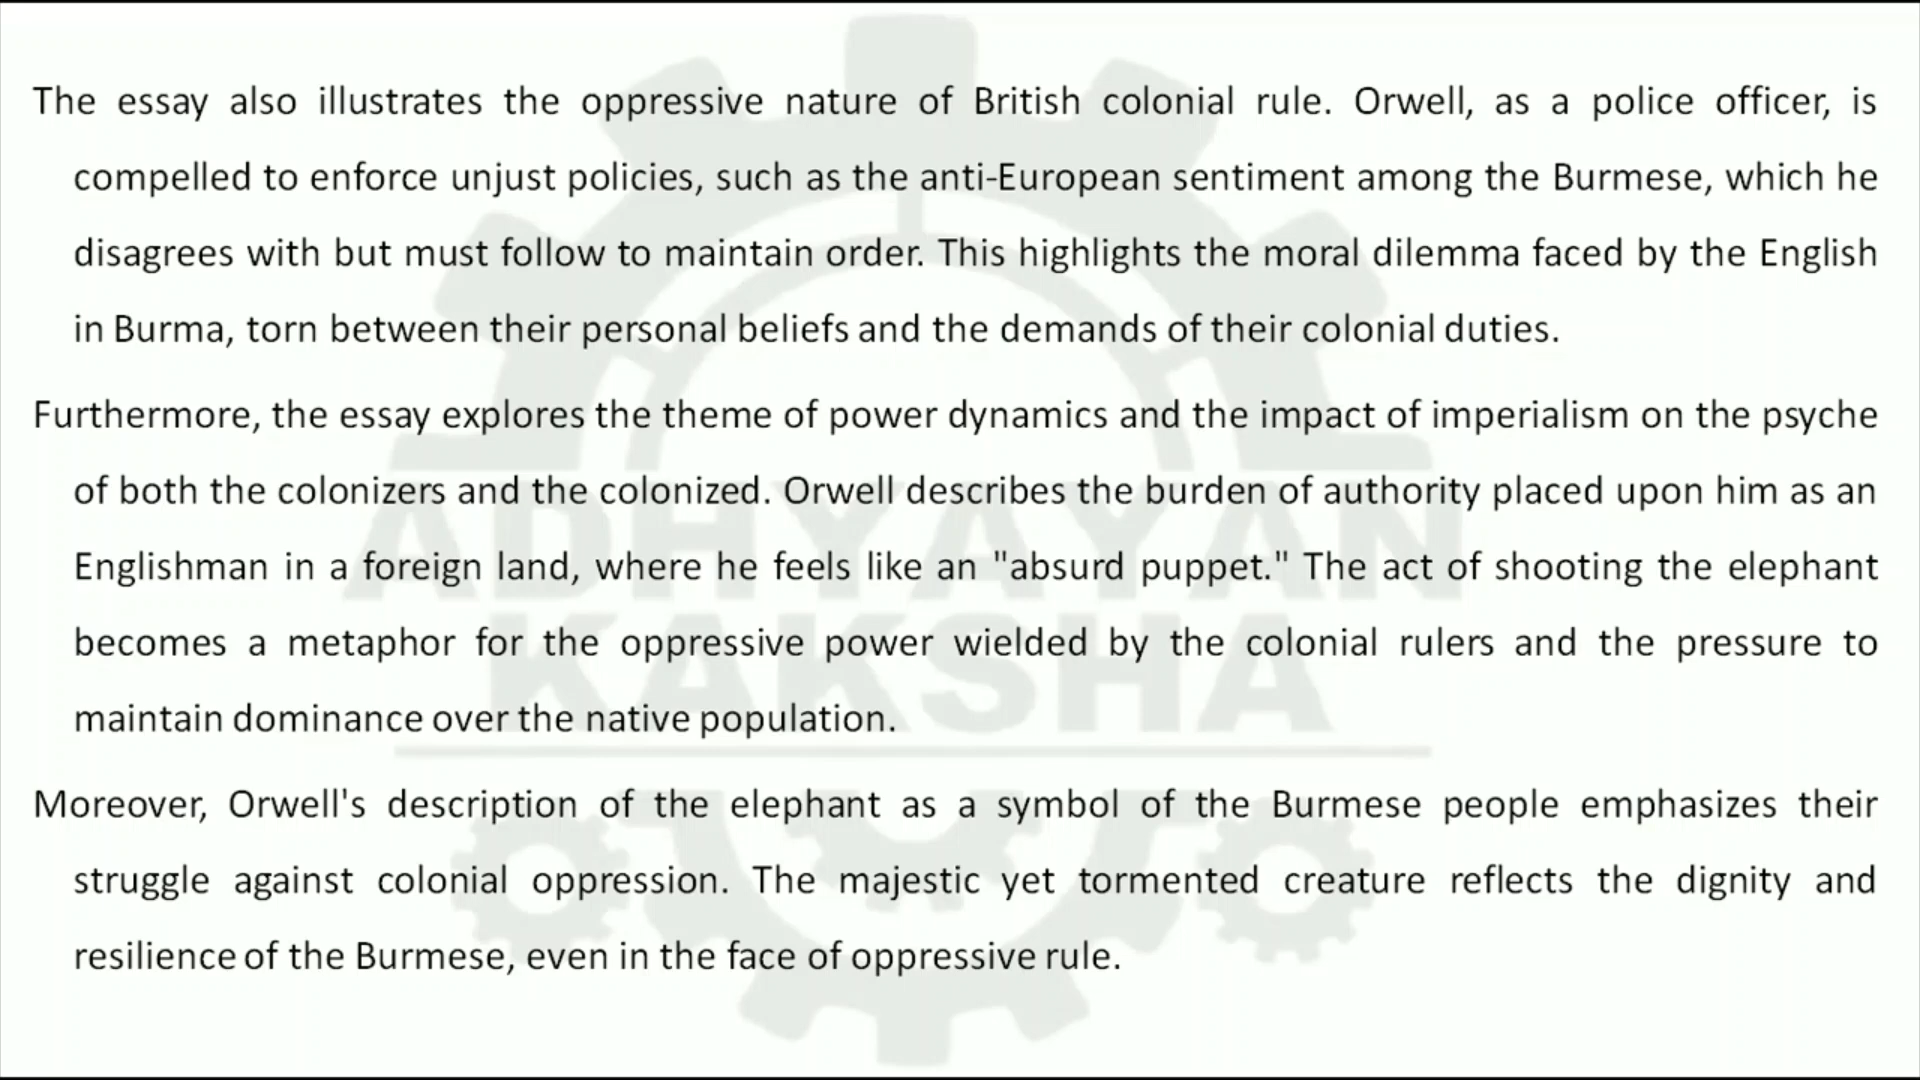 The essay also illustrates the oppressive nature of British colonial rule. Orwell, as a police officer, is
compelled to enforce unjust policies, such as the anti-European sentiment among the Burmese, which he
disagrees with but must follow to maintain order. This highlights the moral dilemma faced by the English
in Burma, torn between their personal beliefs and the demands of their colonial duties.
Furthermore, the essay explores the theme of power dynamics and the impact of imperialism on the psyche
of both the colonizers and the colonized. Orwell describes the burden of authority placed upon him as an
Englishman in a foreign land, where he feels like an "absurd puppet." The act of shooting the elephant
becomes a metaphor for the oppressive power wielded by the colonial rulers and the pressure to
maintain dominance over the native population.
Moreover, Orwell's description of the elephant as a symbol of the Burmese people emphasizes their
struggle against colonial oppression. The majestic yet tormented creature reflects the dignity and
resilience of the Burmese, even in the face of oppressive rule.
ADHYAYAN
KAKSHA